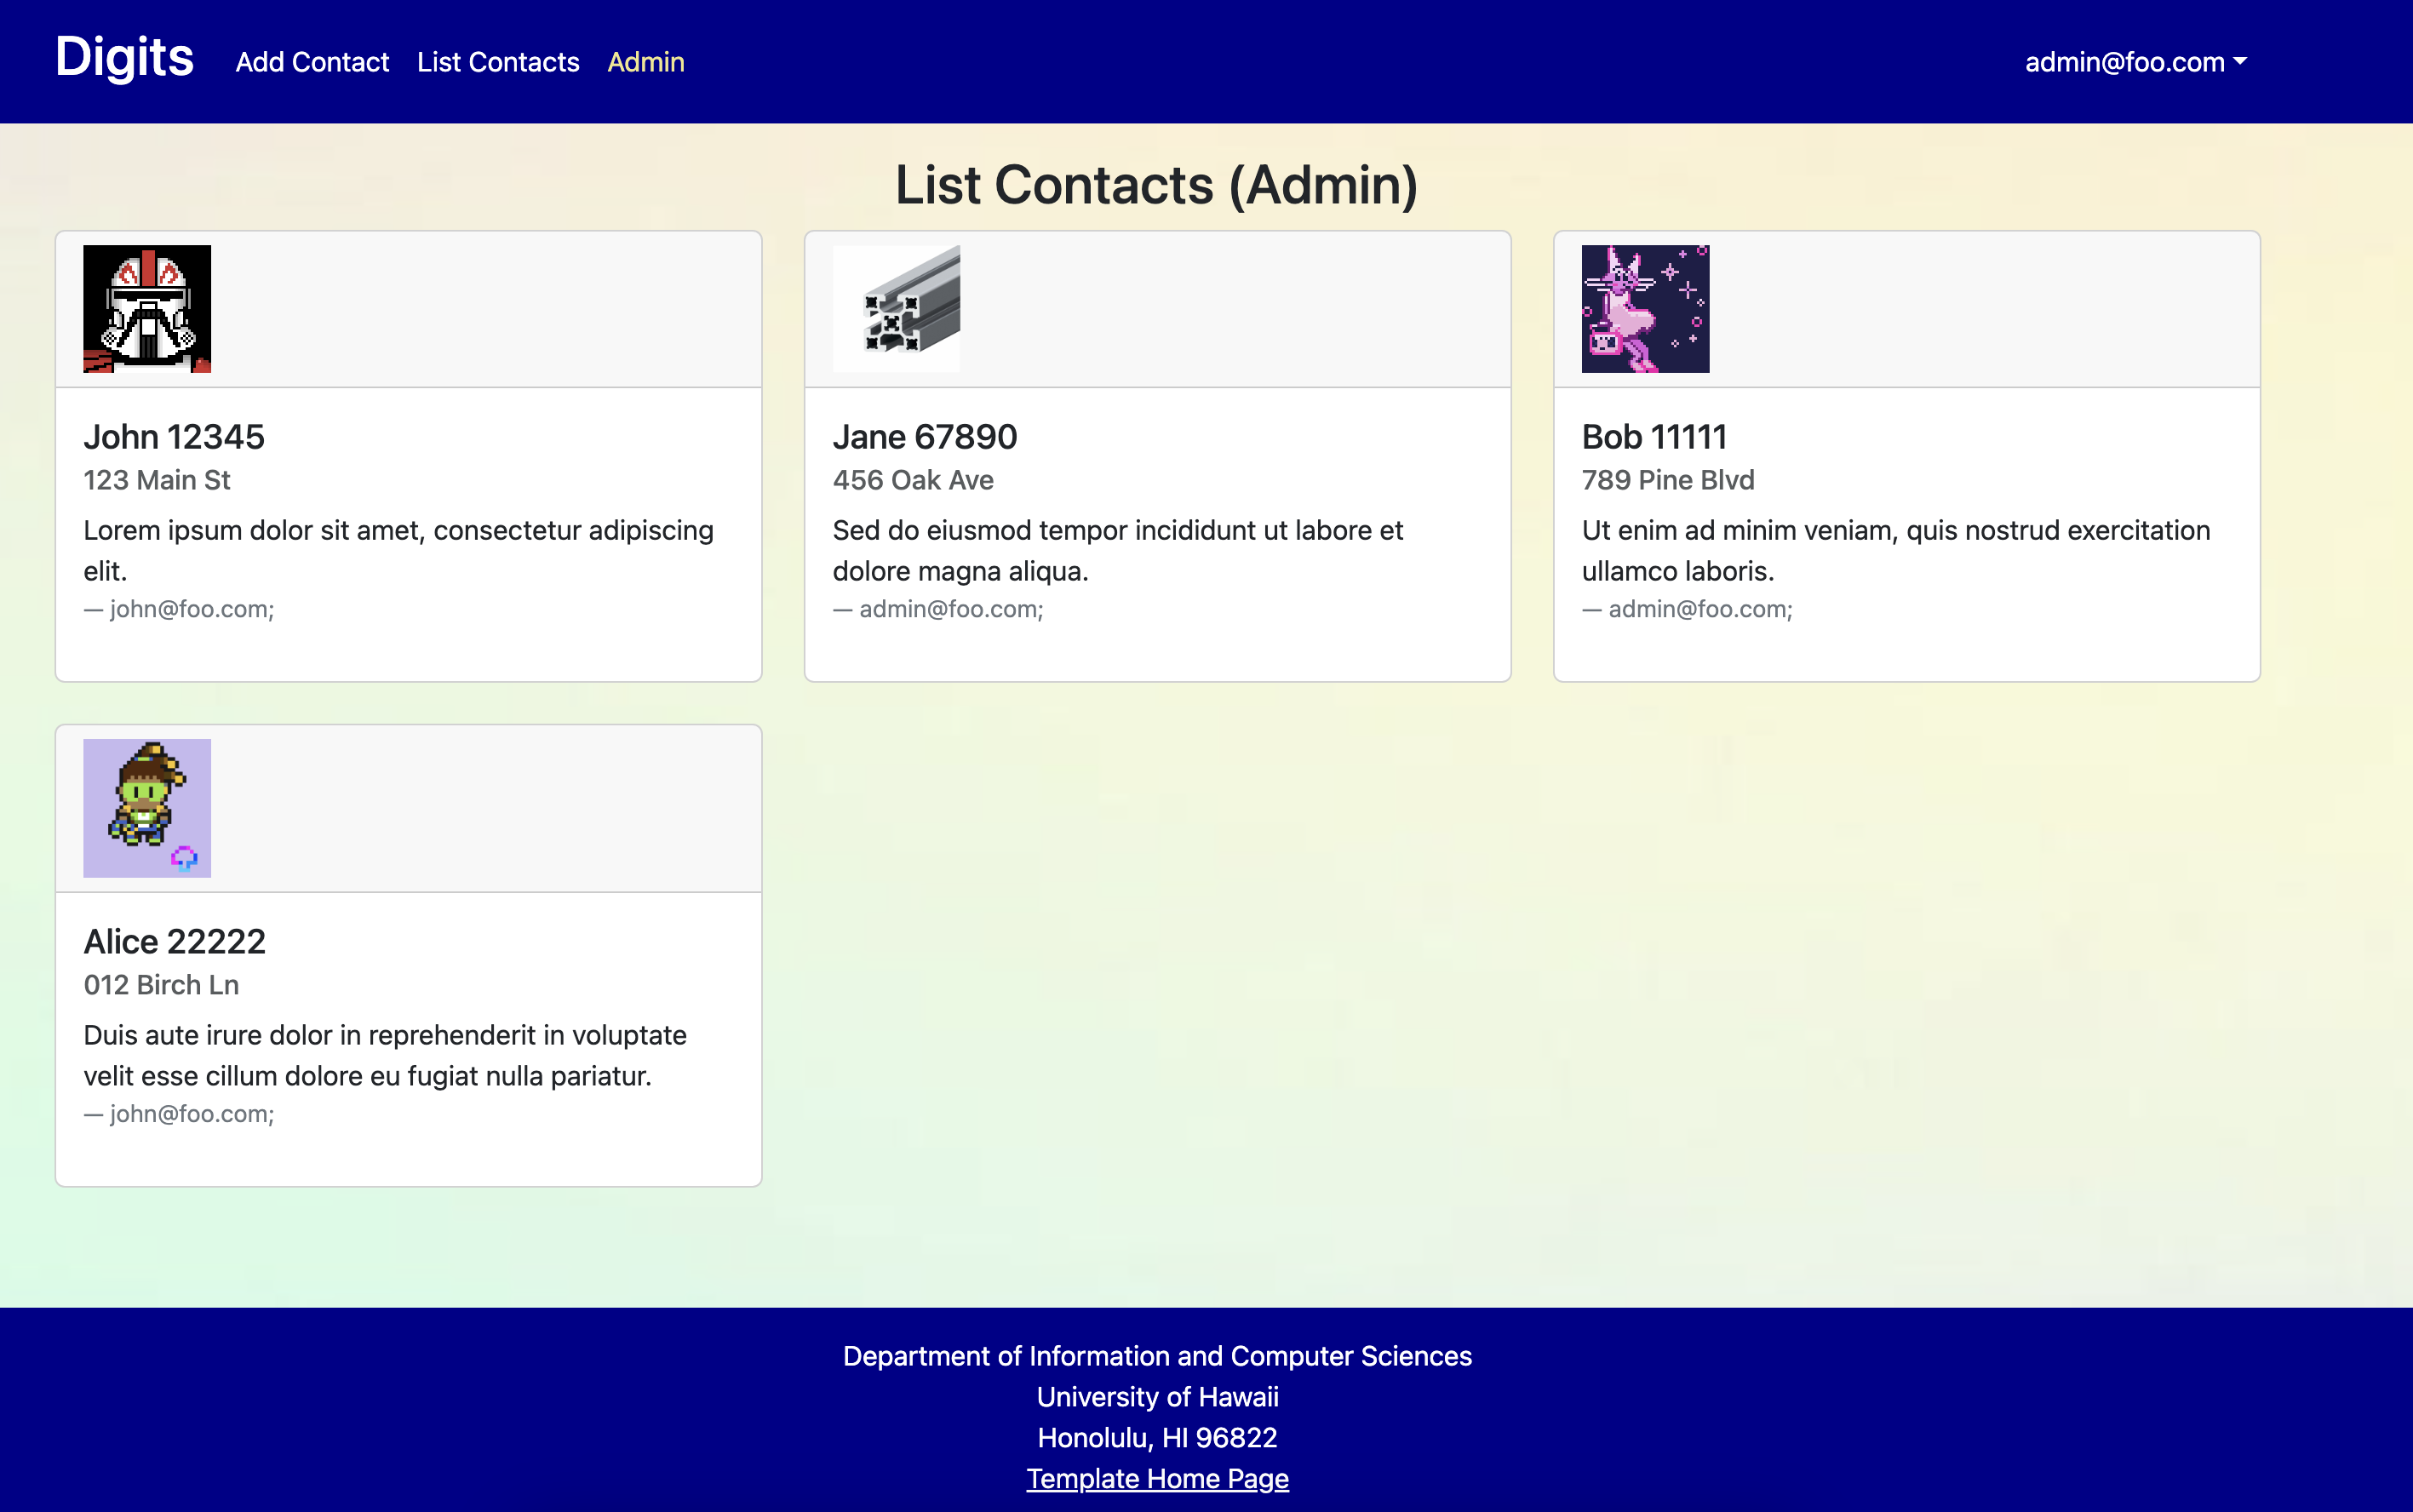 Digits
Add Contact
List Contacts
Admin
admin@foo.com
List Contacts (Admin)
John 12345
123 Main St
Lorem ipsum dolor sit amet, consectetur adipiscing
elit.
— john@foo.com;
Jane 67890
456 Oak Ave
Sed do eiusmod tempor incididunt ut labore et
dolore magna aliqua.
— admin@foo.com;
Bob 11111
789 Pine Blvd
Ut enim ad minim veniam, quis nostrud exercitation
ullamco laboris.
— admin@foo.com;
Alice 22222
012 Birch Ln
Duis aute irure dolor in reprehenderit in voluptate
velit esse cillum dolore eu fugiat nulla pariatur.
— john@foo.com;
Department of Information and Computer Sciences
University of Hawaii
Honolulu, HI 96822
Template Home Page